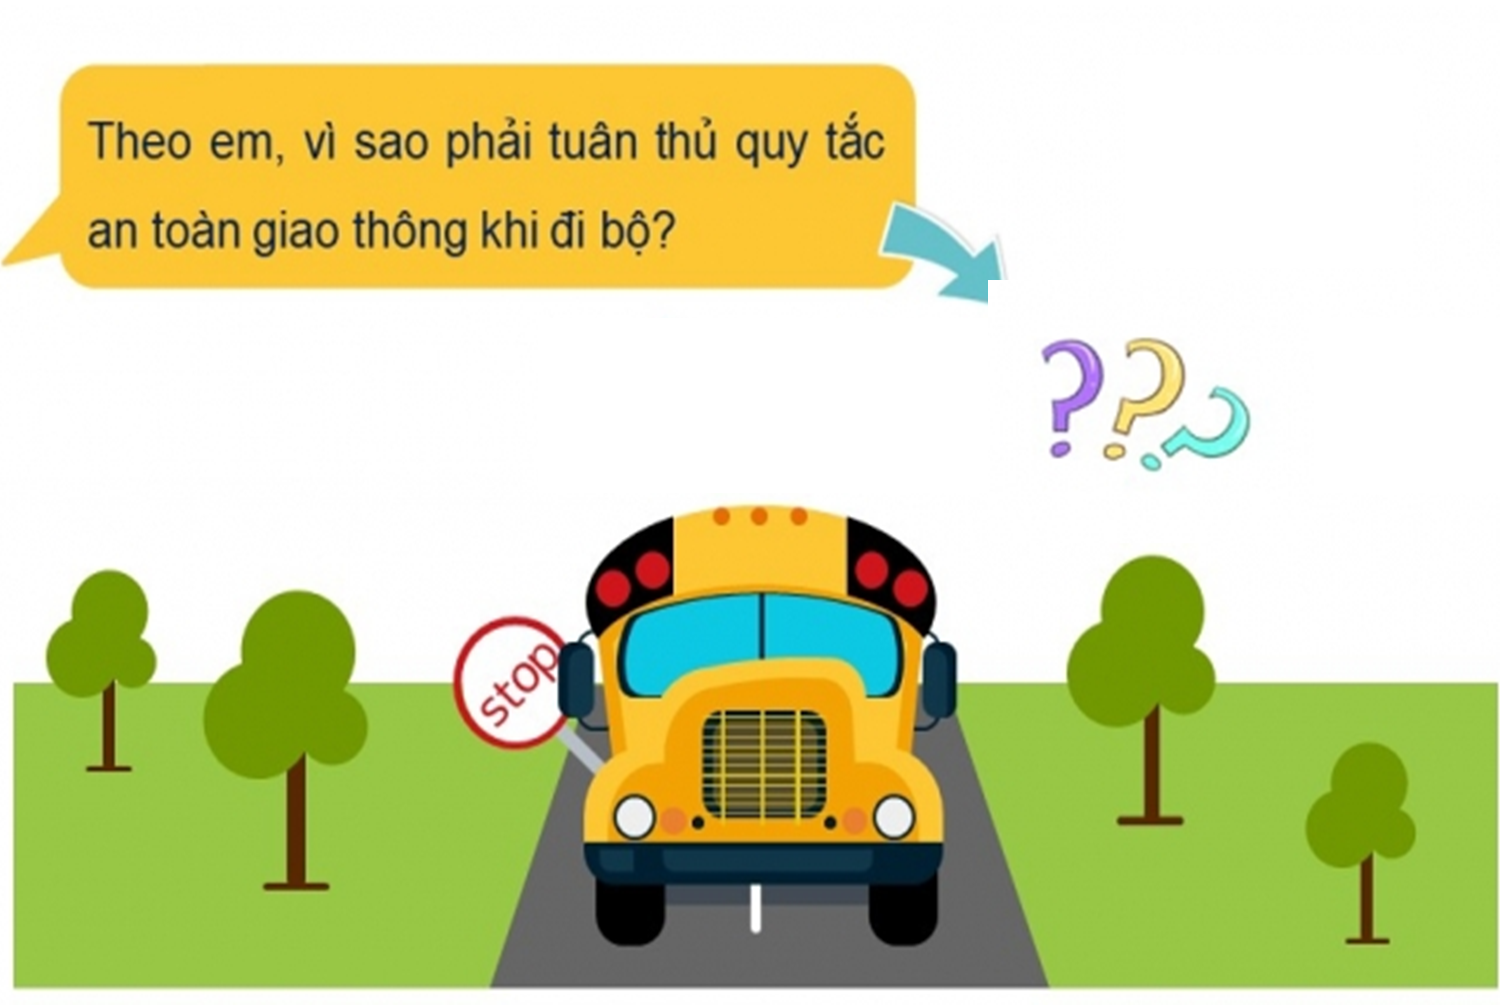 Theo em, vì sao phải tuân thủ quy tắc
an toàn giao thông khi đi bộ?
???
stop